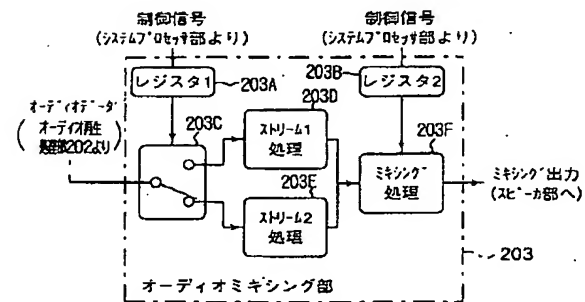 制御信号
(システムプロセッサ部より)
制御信号
(システムプロセッサ部より)
レジスタ1
203A
203B
レジスタ2
オーディオデータ
(オーディオ再生
処理部202より)
203C
203D
ストリーム1
処理
203F
ミキシング
処理
ミキシング出力
(スピーカ部へ)
203E
ストリーム2
処理
203
オーディオミキシング部